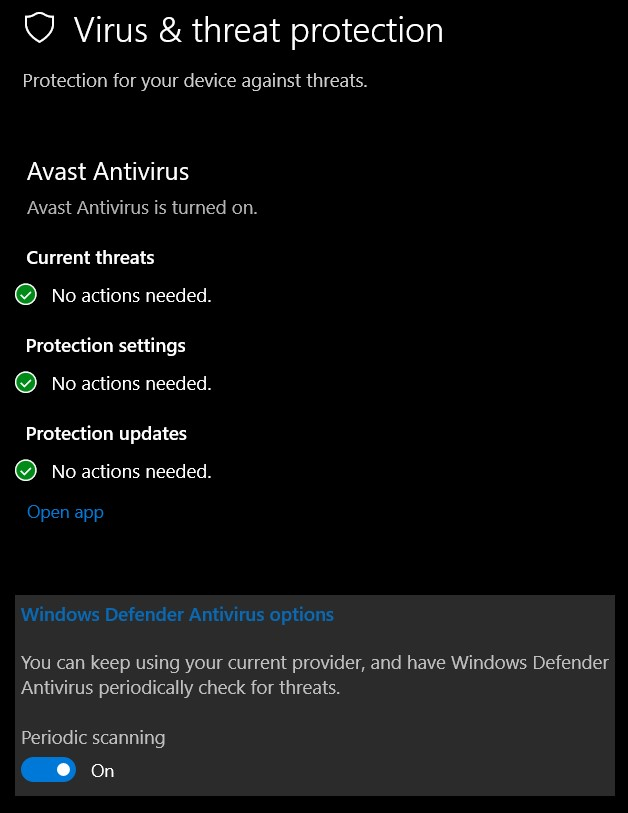 Virus & threat protection
Protection for your device against threats.
Avast Antivirus
Avast Antivirus is turned on.
Current threats
No actions needed.
Protection settings
No actions needed.
Protection updates
No actions needed.
Open app
Windows Defender Antivirus options
You can keep using your current provider, and have Windows Defender
Antivirus periodically check for threats.
Periodic scanning
On